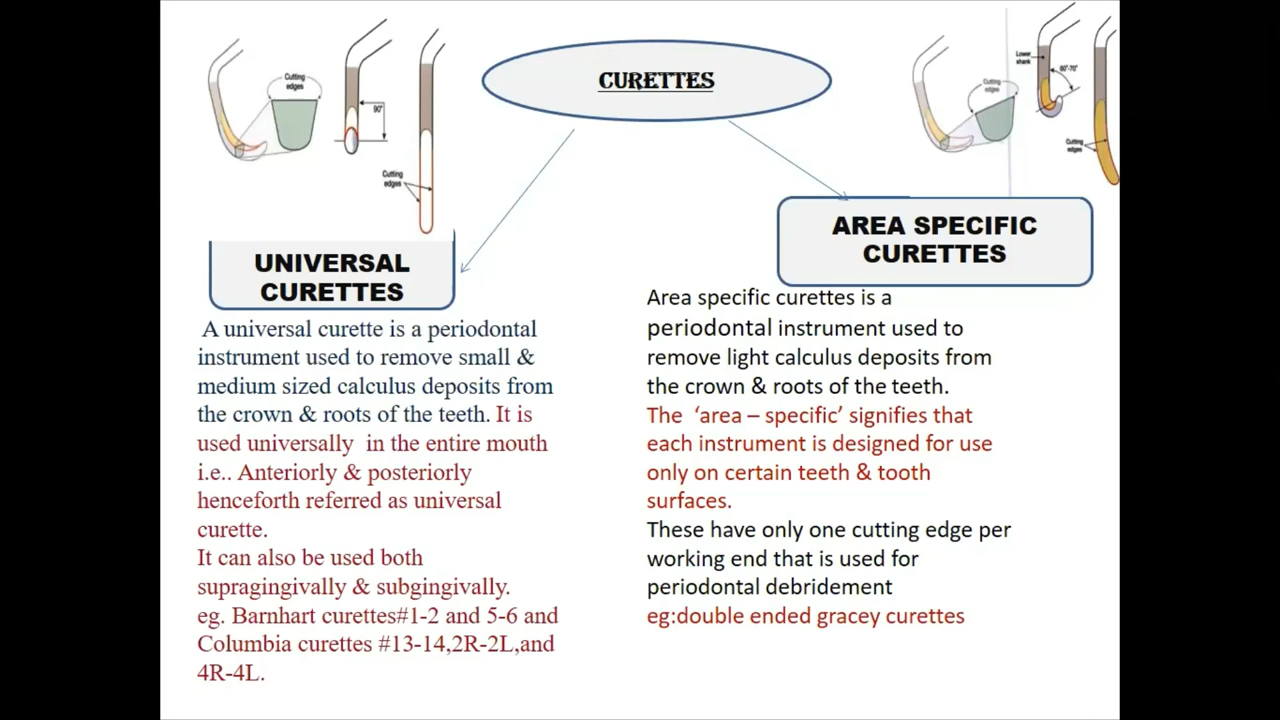 CURETTES
Cutting
edges
90°
Cutting
edges
Cutting
edges
Lower
shank
60°-70°
Cutting
edges
UNIVERSAL
CURETTES
A universal curette is a periodontal
instrument used to remove small &
medium sized calculus deposits from
the crown & roots of the teeth. It is
used universally in the entire mouth
i.e.. Anteriorly & posteriorly
henceforth referred as universal
curette.
It can also be used both
supragingivally & subgingivally.
eg. Barnhart curettes#1-2 and 5-6 and
Columbia curettes #13-14,2R-2L,and
4R-4L.
AREA SPECIFIC
CURETTES
Area specific curettes is a
periodontal instrument used to
remove light calculus deposits from
the crown & roots of the teeth.
The ‘area – specific’ signifies that
each instrument is designed for use
only on certain teeth & tooth
surfaces.
These have only one cutting edge per
working end that is used for
periodontal debridement
eg:double ended gracey curettes